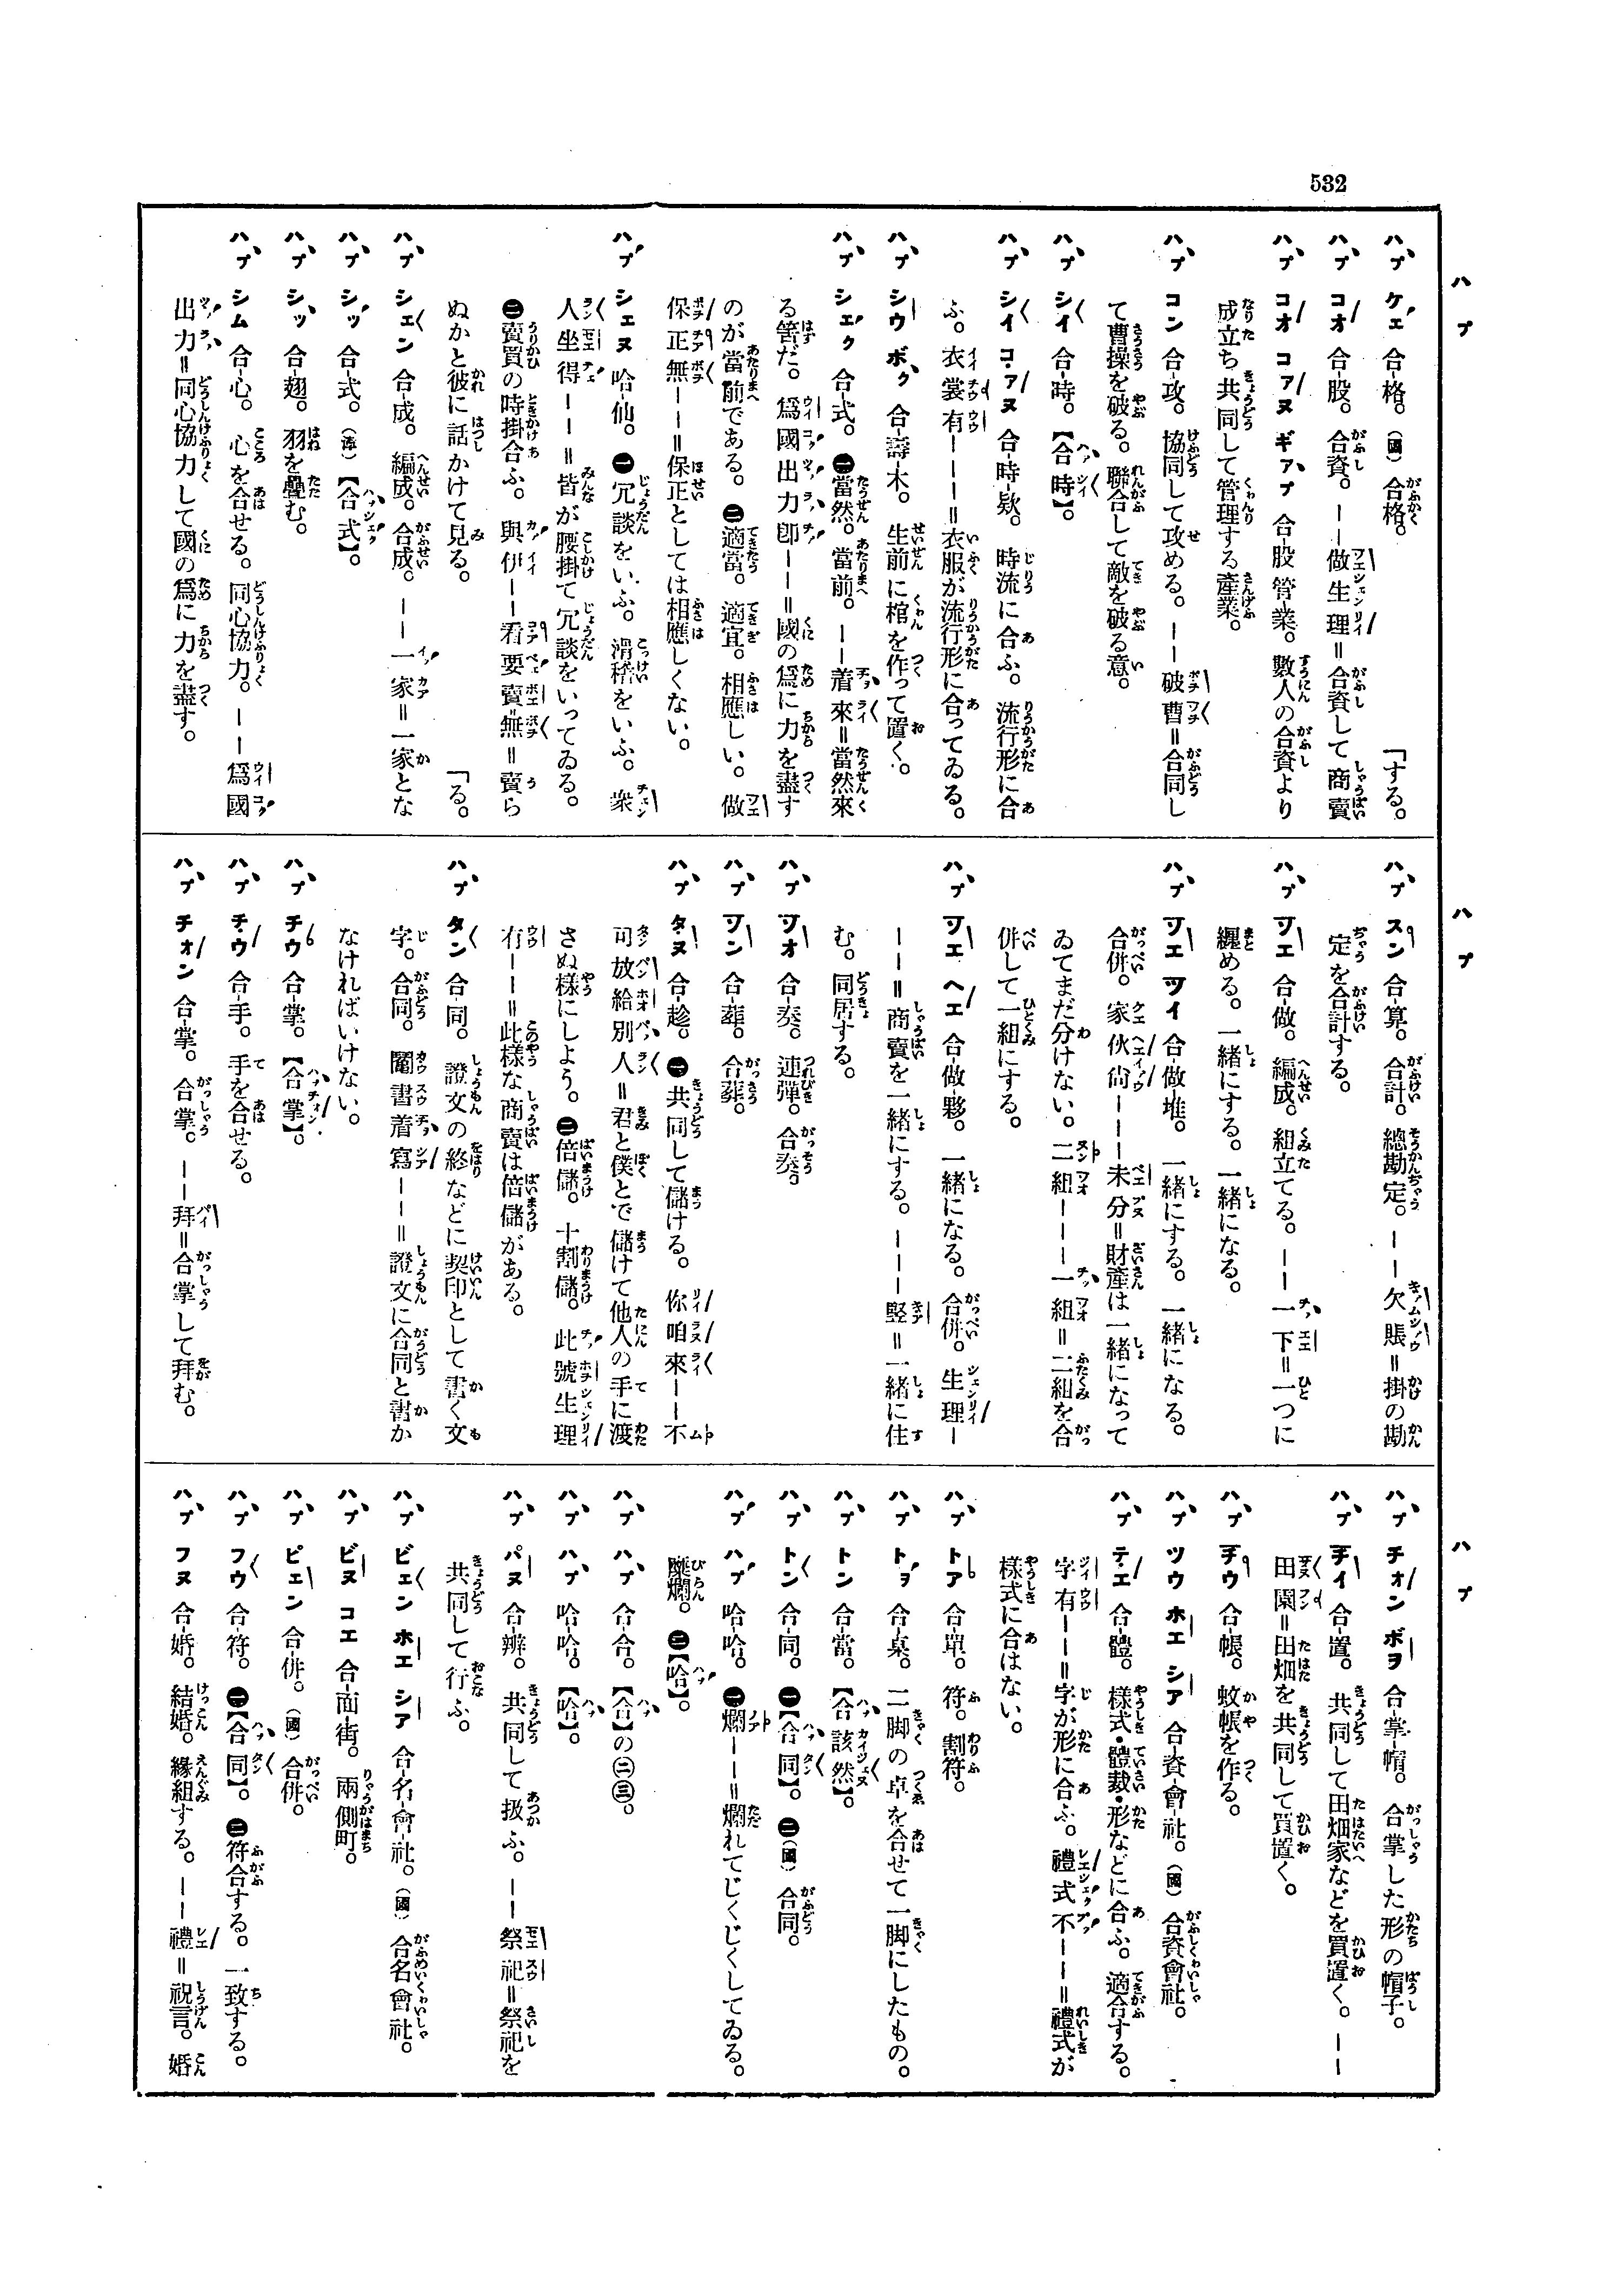 532
ハプ
ハプ ケェ 合-格。(國)合格。 「する。
ハプ コオ 合-股。合資。－－做生理＝合資して商賣
ハプ コオ コアヌ ギアプ 合-股管-業。數人の合資より
成立ち共同して管理する產業。
ハプ コン 合-攻。協同して攻める。－－破曹＝合同し
て曹操を破る。聯合して敵を破る意。
ハプ シイ 合-時。【合時】。
ハプ シイ コアヌ 合-時-欵。時流に合ふ。流行形に合
ふ。衣裳有－－－＝衣服が流行形に合ってゐる。
ハプ シウ ボク 合-壽-木。生前に棺を作って置く。
ハプ シェク 合-式。㊀當然。當前。－－着來＝當然來
る筈だ。爲國出力卽－－＝國の爲に力を盡す
のが當前である。㊁適當。適宜。相應しい。做
保正無－－＝保正としては相應しくない。
ハプ シェヌ 哈-仙。㊀冗談をいふ。滑稽をいふ。衆
人坐得－－＝皆が腰掛て冗談をいってゐる。
㊁賣買の時掛合ふ。與伊－－看要賣無＝賣ら
ぬかと彼に話かけて見る。 「る。
ハプ シェン 合-成。編成。合成。－－一家＝一家とな
ハプ シッ 合-式。(漳)【合式】。
ハプ シッ 合-翅。羽を疊む。
ハプ シム 合-心。心を合せる。同心協力。－－爲國
出力＝同心協力して國の爲に力を盡す。
ハプ
ハプ スン 合-算。合計。總勘定。－－欠賬＝掛の勘
定を合計する。
ハプ ツエ 合-做。編成。組立てる。－－一下＝一つに
纏める。一緒にする。一緒になる。
ハプ ツエ ツイ 合-做-堆。一緒にする。一緒になる。
合併。家伙尙－－－未分＝財產は一緒になって
ゐてまだ分けない。二組－－－一組＝二組を合
併して一組にする。
ハプ ツエ ヘエ 合-做-夥。一緒になる。合併。生理－
－－＝商賣を一緒にする。－－－竪＝一緒に住
む。同居する。
ハプ ツオ 合-奏。連彈。合奏。
ハプ ツン 合-葬。合葬。
ハプ タヌ 合-趁。㊀共同して儲ける。你咱來－－不
可放給別人＝君と僕とで儲けて他人の手に渡
さぬ樣にしよう。㊁倍儲。十割儲。此號生理
有－－＝此樣な商賣は倍儲がある。
ハプ タン 合-同。證文の終などに契印として書く文
字。合同。鬮書着寫－－＝證文に合同と書か
なければいけない。
ハプ チウ 合-掌。【合掌】。
ハプ チウ 合-手。手を合せる。
ハプ チオン 合-掌。合掌。－－拜＝合掌して拜む。
ハプ
ハプ チオン ボヲ 合-掌-帽。合掌した形の帽子。
ハプ チイ 合-置。共同して田畑家などを買置く。－－
田園＝田畑を共同して買置く。
ハプ チウ 合-帳。蚊帳を作る。
ハプ ツウ ホエ シア 合-資-會-社。(國)合資會社。
ハプ テエ 合-體。樣式・體裁・形などに合ふ。適合する。
字有－－＝字が形に合ふ。禮式不－－＝禮式が
樣式に合はない。
ハプ トア 合-單。符。割符。
ハプ トヲ 合-桌。二脚の卓を合せて一脚にしたもの。
ハプ トン 合-當。【合該然】。
ハプ トン 合-同。㊀【合同】。㊁(國)合同。
ハプ ハプ 哈-哈。㊀爛－－＝爛れてじくじくしてゐる。
糜爛。㊁【哈】。
ハプ ハプ 合-合。【合】の㊁㊂。
ハプ ハプ 哈-哈。【哈】。
ハプ パヌ 合-辨。共同して扱ふ。－－祭祀＝祭祀を
共同して行ふ。
ハプ ビェン ホエ シア 合-名-會-社。(國)合名會社。
ハプ ビヌ コエ 合-面-街。兩側町。
ハプ ピェン 合-倂。(國)合倂。
ハプ フウ 合-符。㊀【合同】。㊁符合する。一致する。
ハプ フヌ 合-婚。結婚。緣組する。－－禮＝祝言。婚